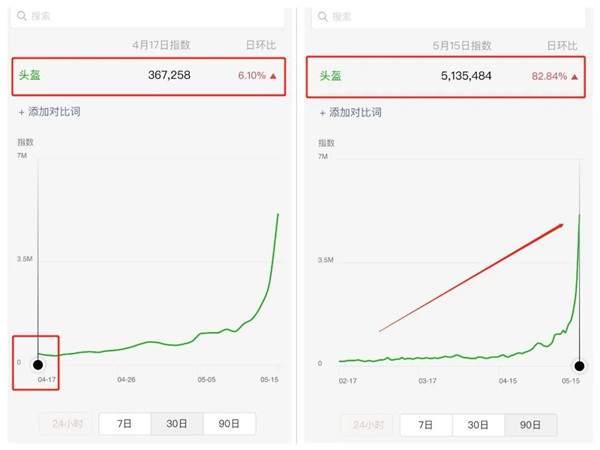 搜索
4月17日指数 日环比
头盔 367,258 6.10% ▲
+ 添加对比词
指数
7M
3.5M
0
04-17 04-26 05-05 05-15
24小时 7日 30日 90日
搜索
5月15日指数 日环比
头盔 5,135,484 82.84% ▲
+ 添加对比词
指数
7M
3.5M
0
02-17 03-17 04-15 05-15
24小时 7日 30日 90日